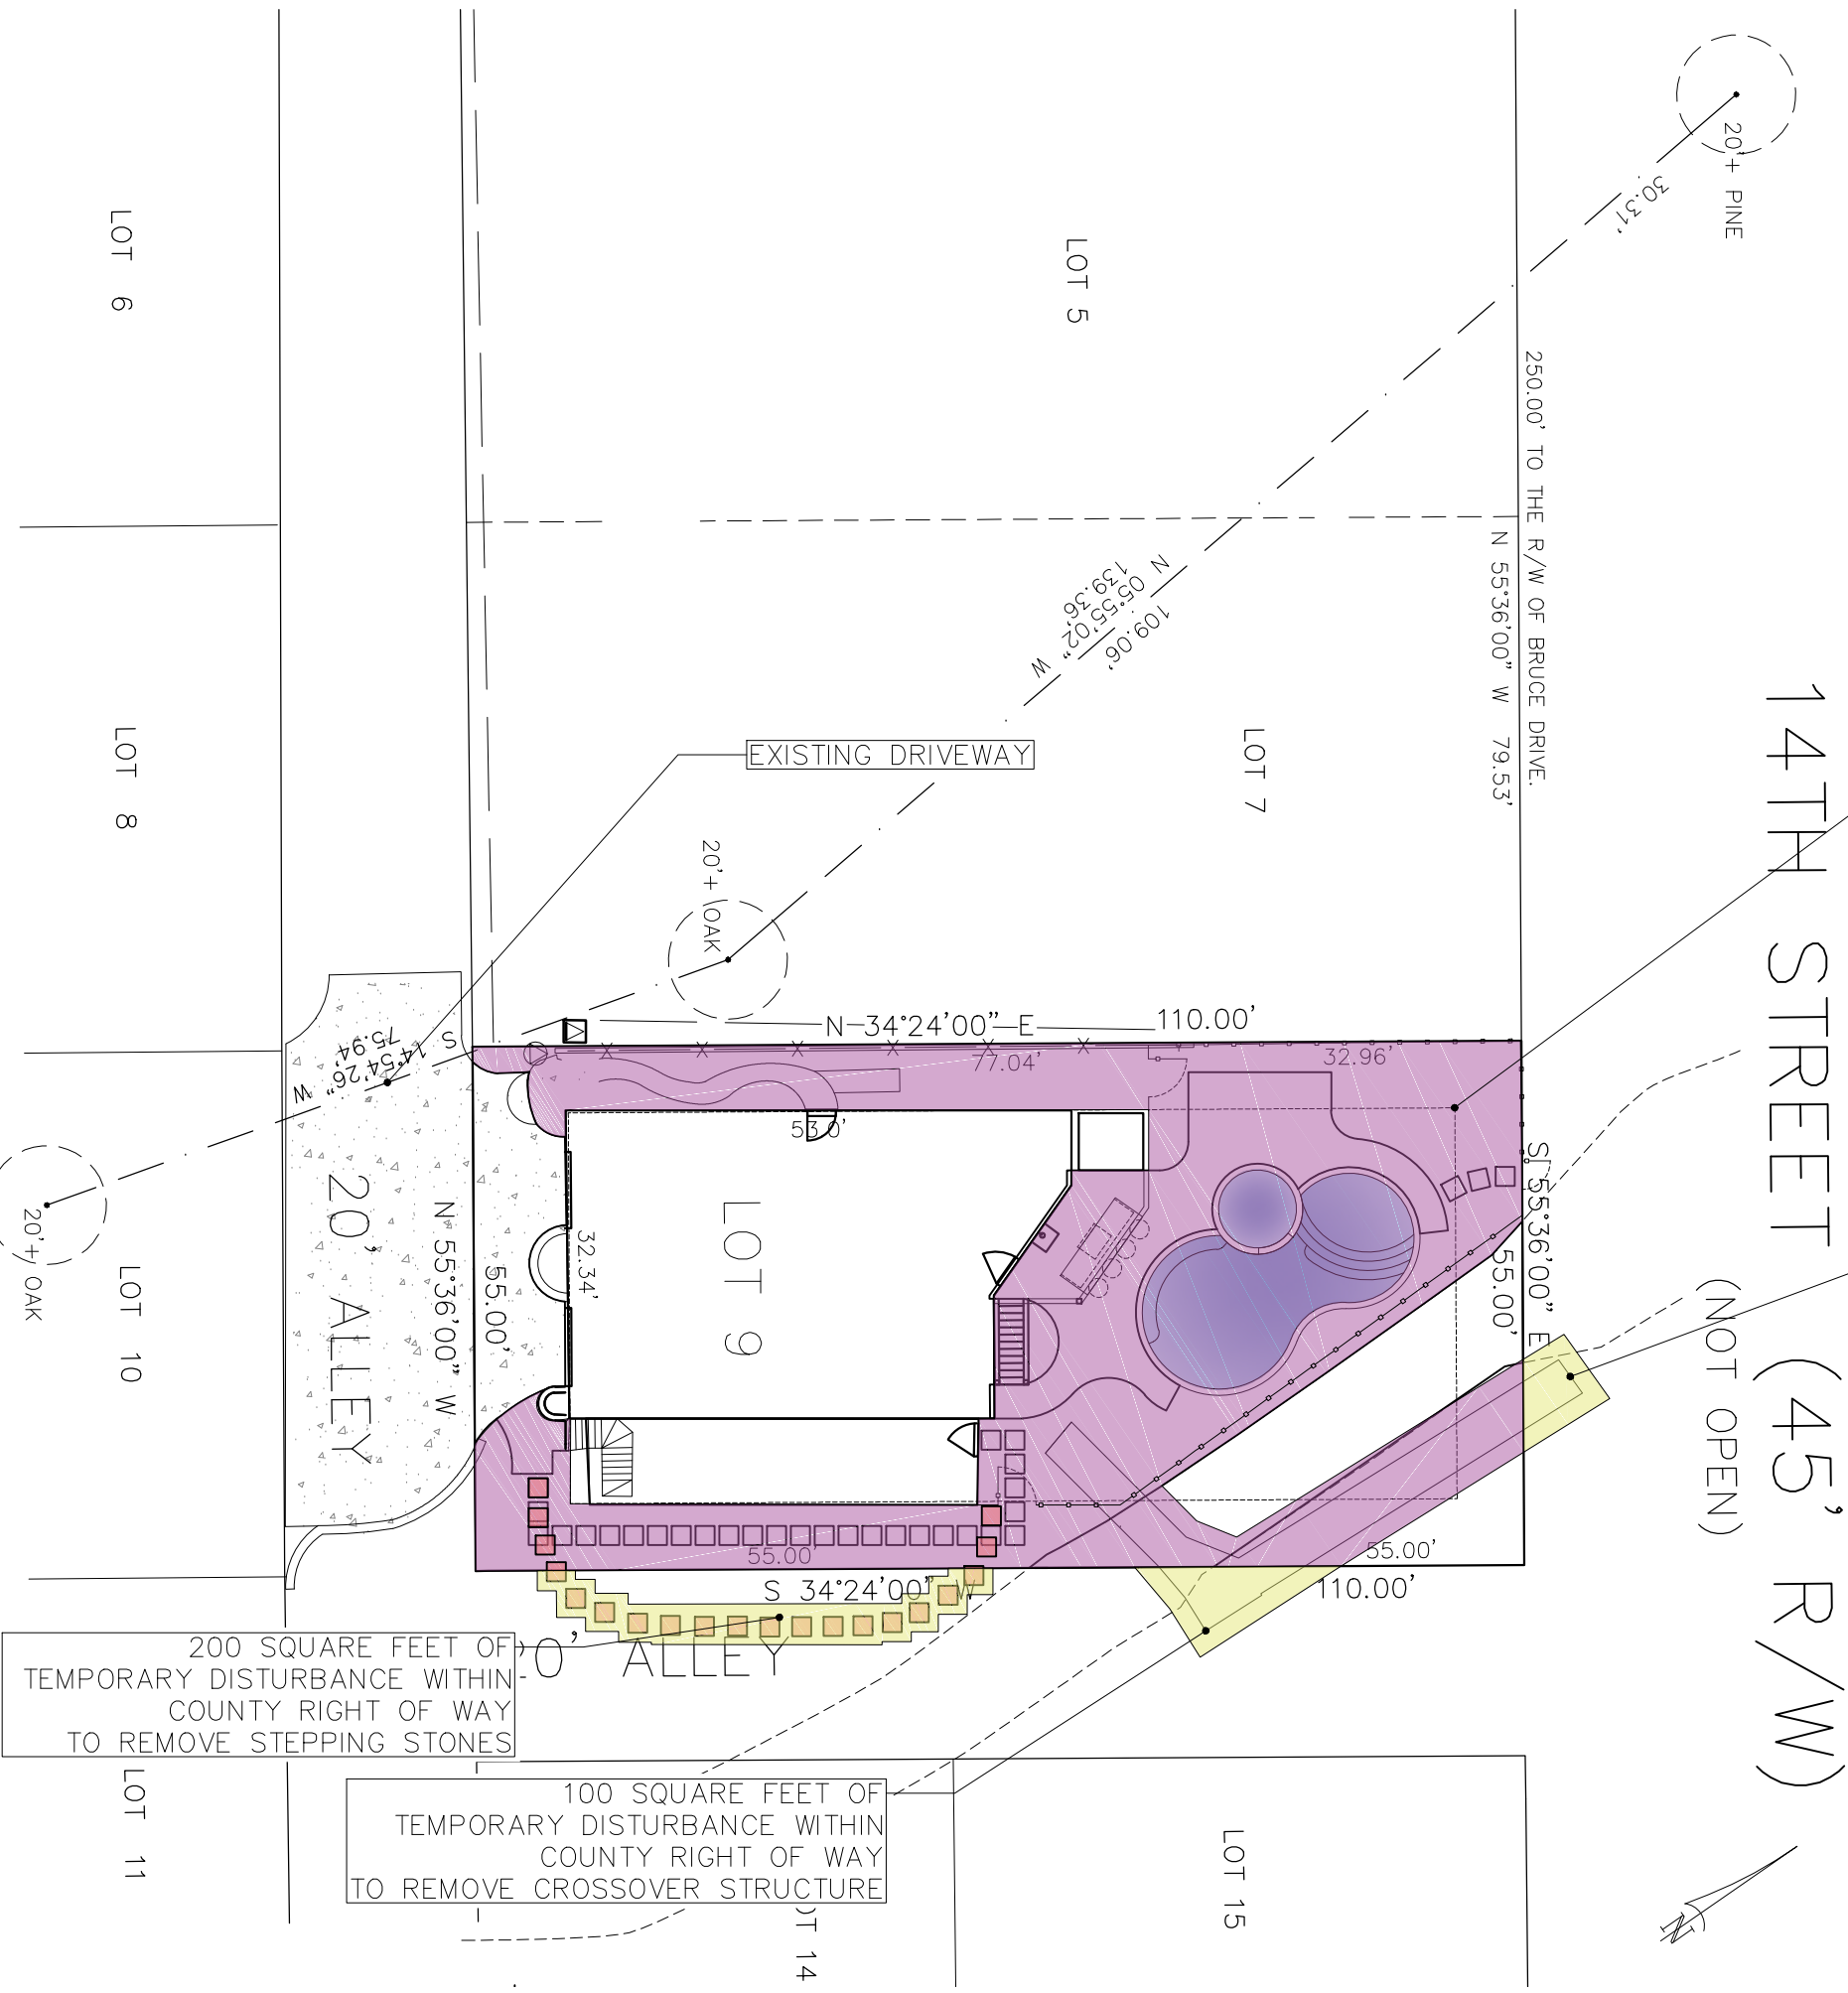 20'+ PINE
30.31'
LOT 6
LOT 5
250.00' TO THE R/W OF BRUCE DRIVE.
N 55°36'00" W 79.53'
N 05°55'02" W
139.36'
109.06'
14TH STREET (45' R/W)
(NOT OPEN)
LOT 8
EXISTING DRIVEWAY
LOT 7
20'+ OAK
N 34°24'00" E 110.00'
77.04'
32.96'
S 14°54'26" W
75.94'
53.0'
32.34'
LOT 9
S 55°36'00" E
55.00'
20' ALLEY
N 55°36'00" W
55.00'
LOT 10
20'+ OAK
55.00'
55.00'
S 34°24'00" W
110.00'
ALLEY
200 SQUARE FEET OF
TEMPORARY DISTURBANCE WITHIN
COUNTY RIGHT OF WAY
TO REMOVE STEPPING STONES
100 SQUARE FEET OF
TEMPORARY DISTURBANCE WITHIN
COUNTY RIGHT OF WAY
TO REMOVE CROSSOVER STRUCTURE
LOT 11
14
LOT 15
N